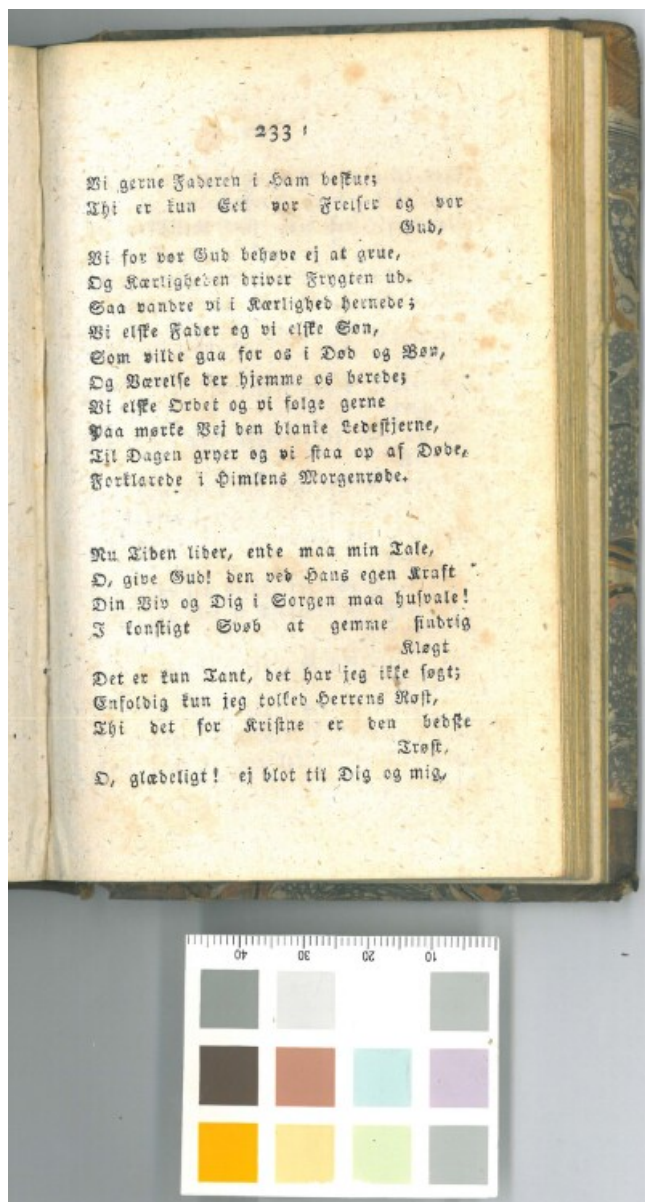 233
Vi gerne Faderen i Ham beskue;
Thi er kun Eet vor Frelser og vor
Gud,
Vi for vor Gud behøve ej at grue,
Og Kærligheden driver Frygten ud.
Saa vandre vi i Kærlighed hernede;
Vi elske Fader og vi elske Søn,
Som vilde gaa for os i Død og Bøn,
Og Værelse der hjemme os berede;
Vi elske Ordet og vi følge gerne
Paa mørke Vej den blanke Ledestjerne,
Til Dagen gryer og vi staa op af Døde,
Forklarede i Himlens Morgenrøde.
Nu Tiden lider, ende maa min Tale,
O, give Gud! den ved Hans egen Kraft
Din Viv og Dig i Sorgen maa husvale!
I konstigt Svøb at gemme sindrig
Kløgt
Det er kun Tant, det har jeg ikke søgt;
Enfoldig kun jeg tolked Herrens Røst,
Thi det for Kristne er den bedste
Trøst,
O, glædeligt! ej blot til Dig og mig,
40 30 20 10